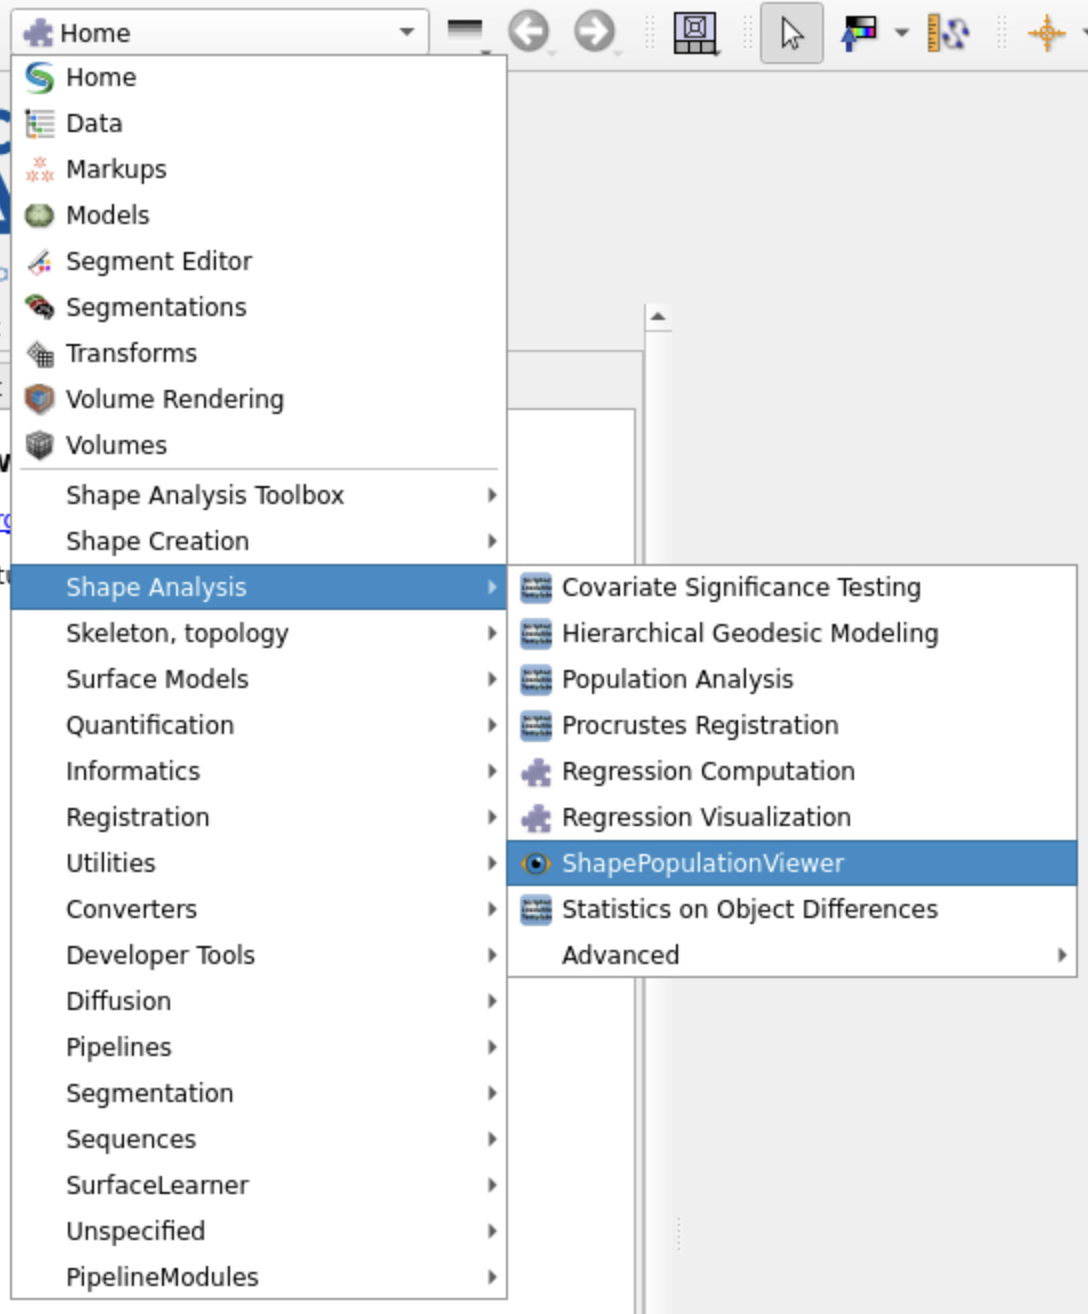 Home
Home
Data
Markups
Models
Segment Editor
Segmentations
Transforms
Volume Rendering
Volumes
Shape Analysis Toolbox
Shape Creation
Shape Analysis
Skeleton, topology
Surface Models
Quantification
Informatics
Registration
Utilities
Converters
Developer Tools
Diffusion
Pipelines
Segmentation
Sequences
SurfaceLearner
Unspecified
PipelineModules
Covariate Significance Testing
Hierarchical Geodesic Modeling
Population Analysis
Procrustes Registration
Regression Computation
Regression Visualization
ShapePopulationViewer
Statistics on Object Differences
Advanced